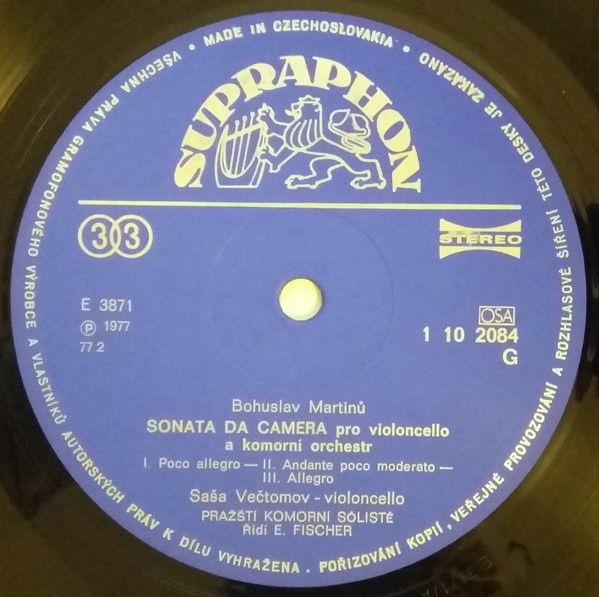 VŠECHNA PRÁVA GRAMOFONOVÉHO VÝROBCE A VLASTNÍKŮ AUTORSKÝCH PRÁV K DÍLU VYHRAŽENA. POŘIZOVÁNÍ KOPIÍ, VEŘEJNÉ PROVOZOVÁNÍ A ROZHLASOVÉ ŠÍŘENÍ TÉTO DESKY JE ZAKÁZÁNO
• MADE IN CZECHOSLOVAKIA •
SUPRAPHON
33
STEREO
E 3871
Ⓟ 1977
77 2
OSA
1 10 2084
G
Bohuslav Martinů
SONATA DA CAMERA pro violoncello
a komorní orchestr
I. Poco allegro — II. Andante poco moderato —
III. Allegro
Saša Večtomov - violoncello
PRAŽŠTÍ KOMORNÍ SÓLISTÉ
Řídí E. FISCHER